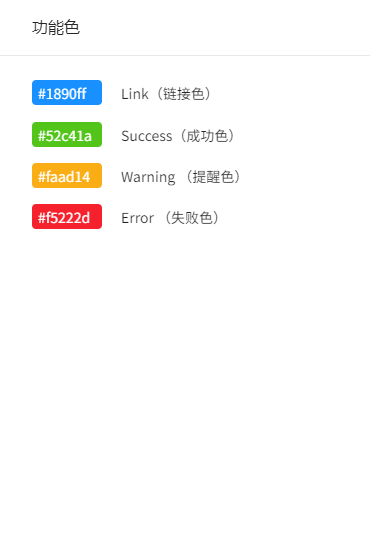 功能色
#1890ff Link（链接色）
#52c41a Success（成功色）
#faad14 Warning （提醒色）
#f5222d Error （失败色）